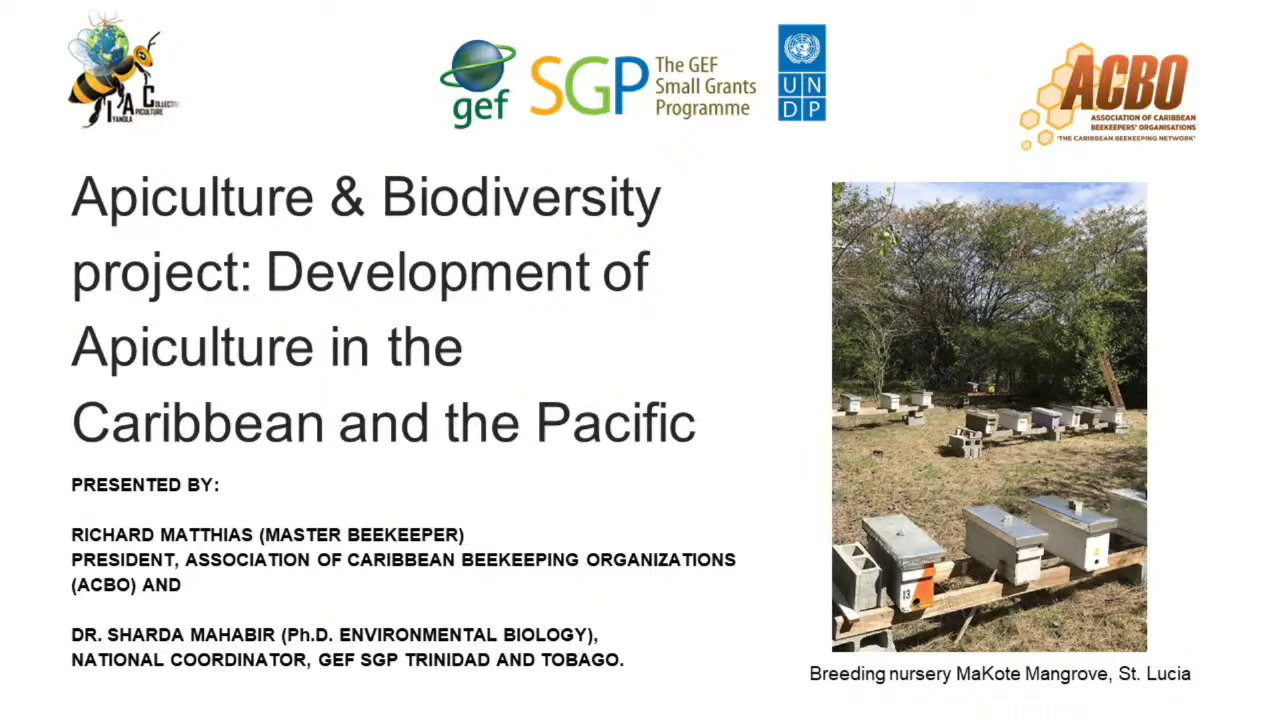 IYANOLA
APICULTURE
COLLECTIVE
gef
SGP
The GEF
Small Grants
Programme
U N
D P
ACBO
ASSOCIATION OF CARIBBEAN
BEEKEEPERS' ORGANISATIONS
'THE CARIBBEAN BEEKEEPING NETWORK'
Apiculture & Biodiversity
project: Development of
Apiculture in the
Caribbean and the Pacific
PRESENTED BY:
RICHARD MATTHIAS (MASTER BEEKEEPER)
PRESIDENT, ASSOCIATION OF CARIBBEAN BEEKEEPING ORGANIZATIONS
(ACBO) AND
DR. SHARDA MAHABIR (Ph.D. ENVIRONMENTAL BIOLOGY),
NATIONAL COORDINATOR, GEF SGP TRINIDAD AND TOBAGO.
13
Breeding nursery MaKote Mangrove, St. Lucia